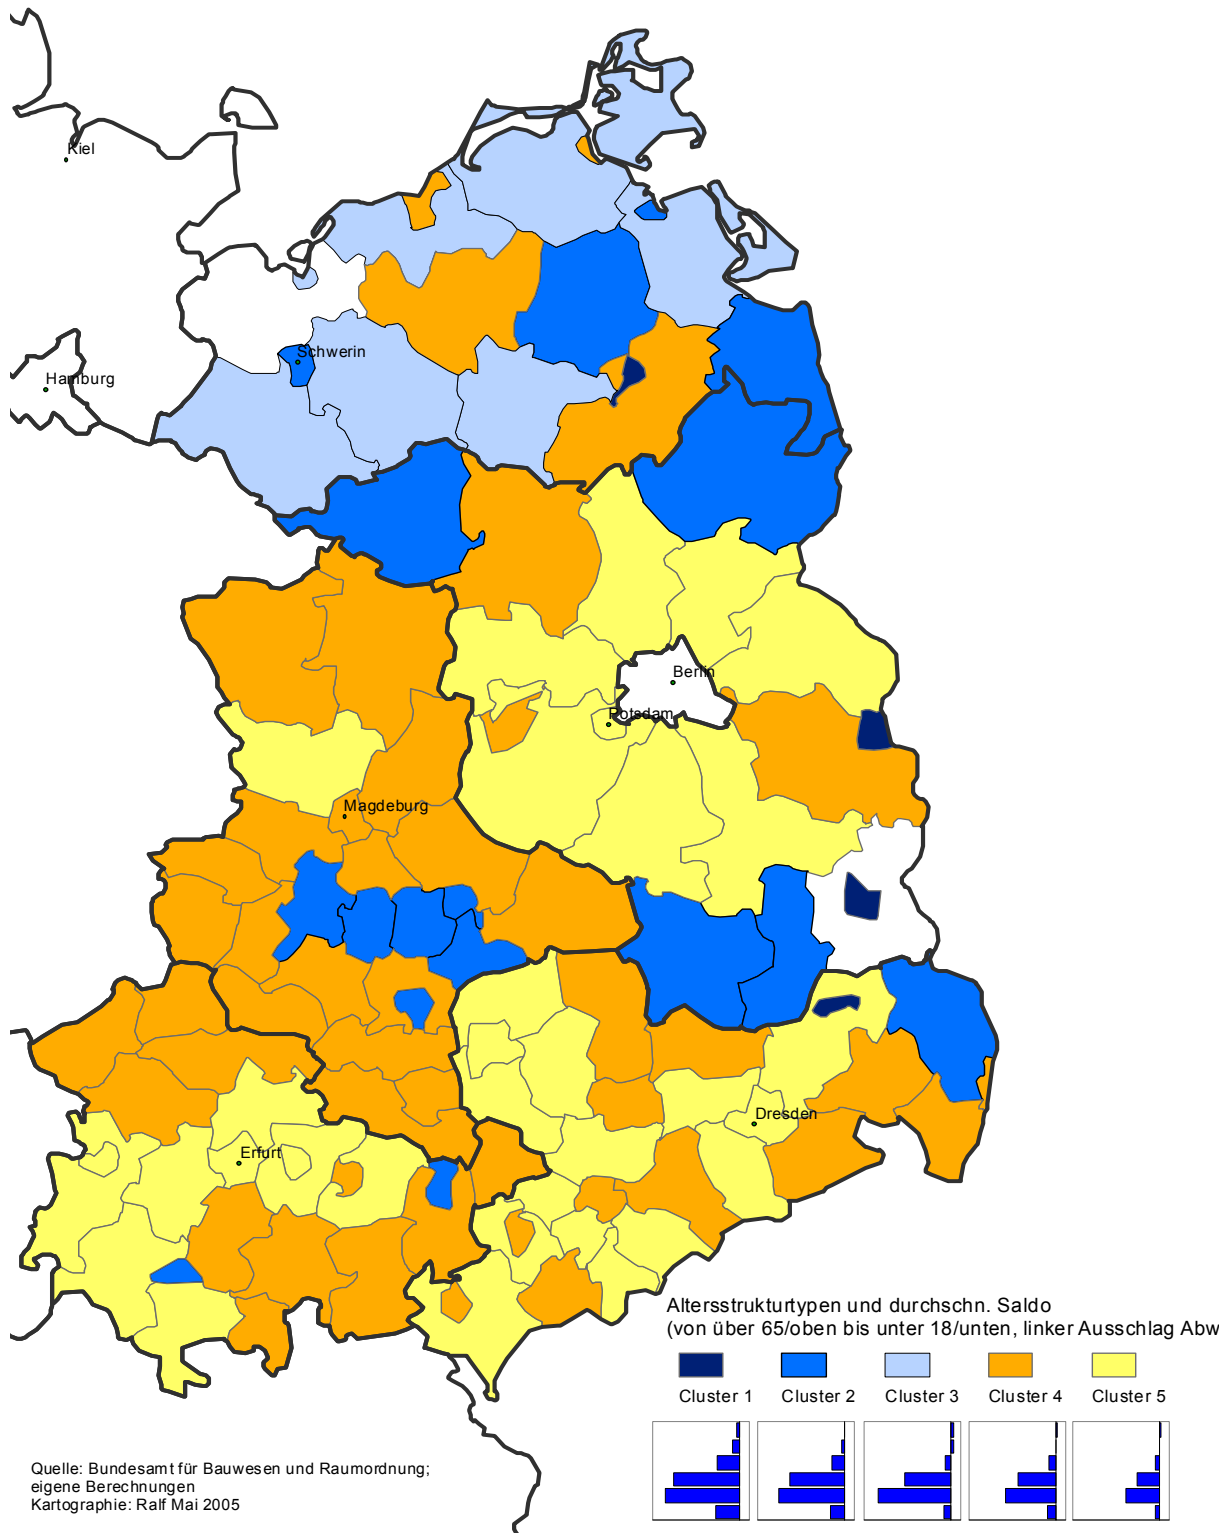 Kiel
Schwerin
Hamburg
Berlin
Potsdam
Magdeburg
Dresden
Erfurt
Altersstrukturtypen und durchschn. Saldo
(von über 65/oben bis unter 18/unten, linker Ausschlag Abw
Cluster 1
Cluster 2
Cluster 3
Cluster 4
Cluster 5
Quelle: Bundesamt für Bauwesen und Raumordnung;
eigene Berechnungen
Kartographie: Ralf Mai 2005